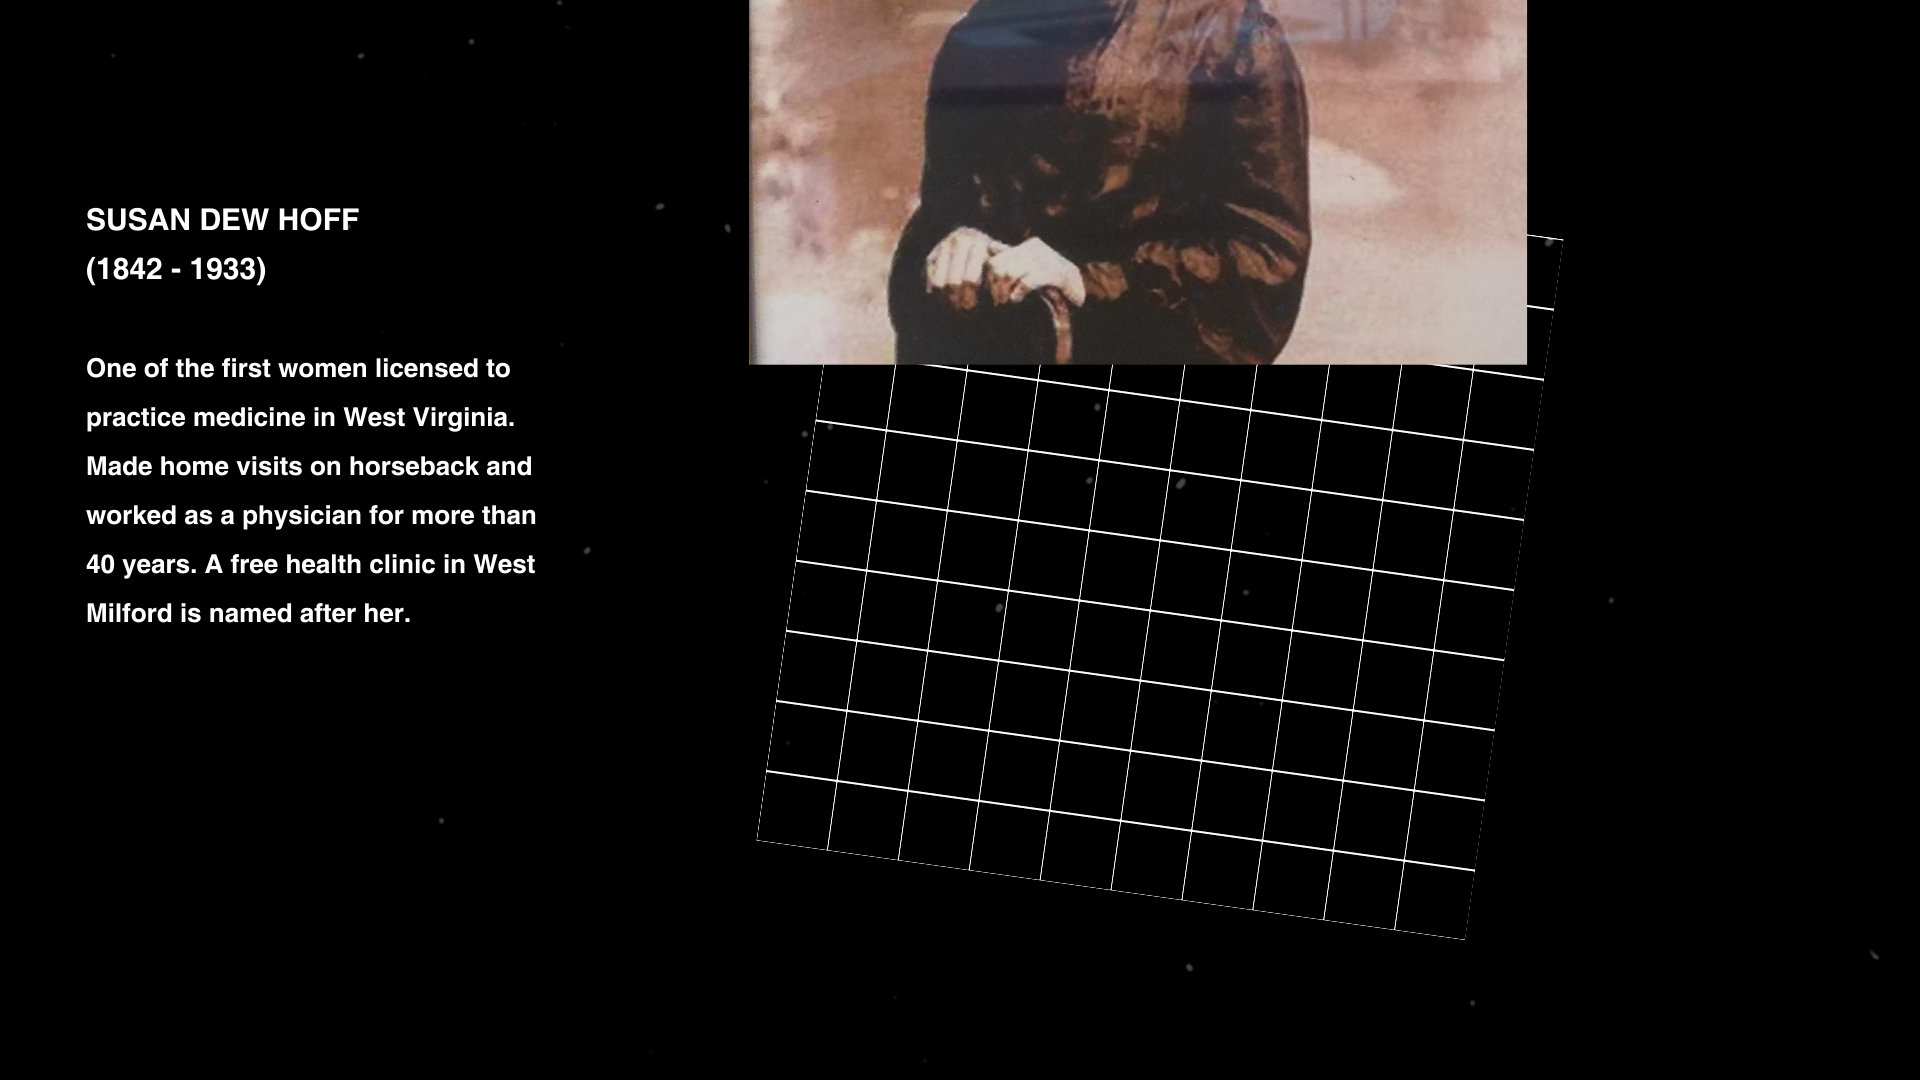 SUSAN DEW HOFF
(1842 - 1933)
One of the first women licensed to
practice medicine in West Virginia.
Made home visits on horseback and
worked as a physician for more than
40 years. A free health clinic in West
Milford is named after her.